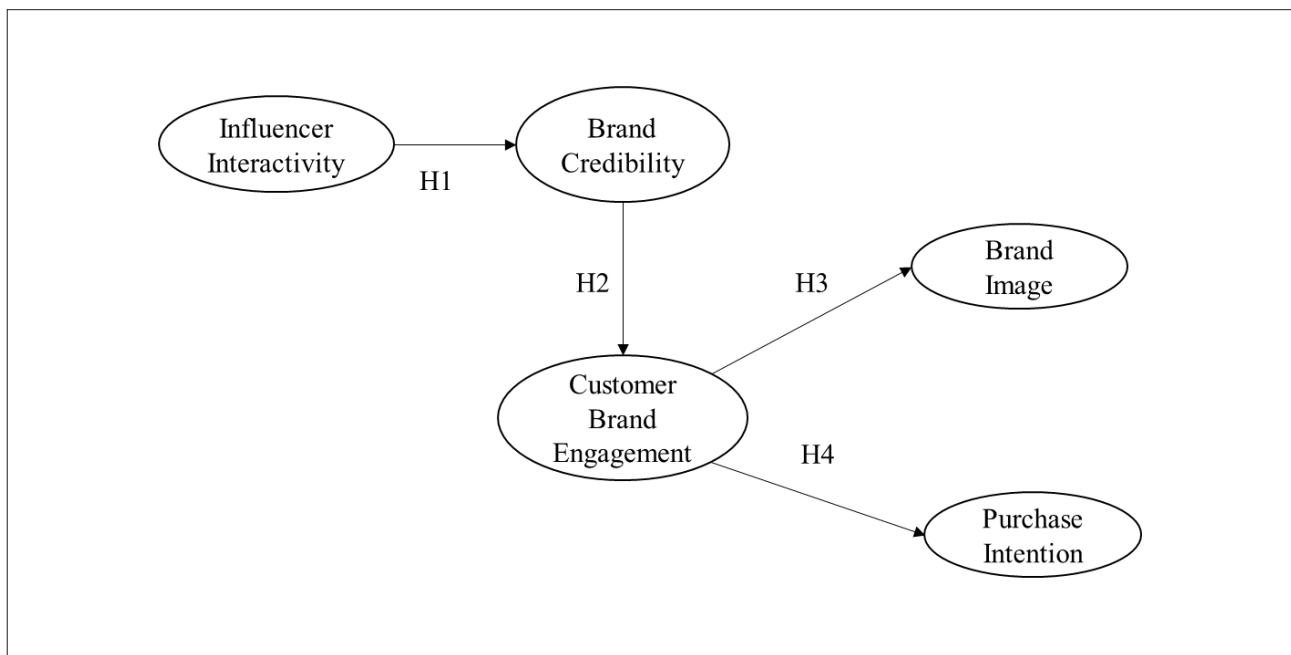 Influencer
Interactivity
H1
Brand
Credibility
H2
Customer
Brand
Engagement
H3
Brand
Image
H4
Purchase
Intention